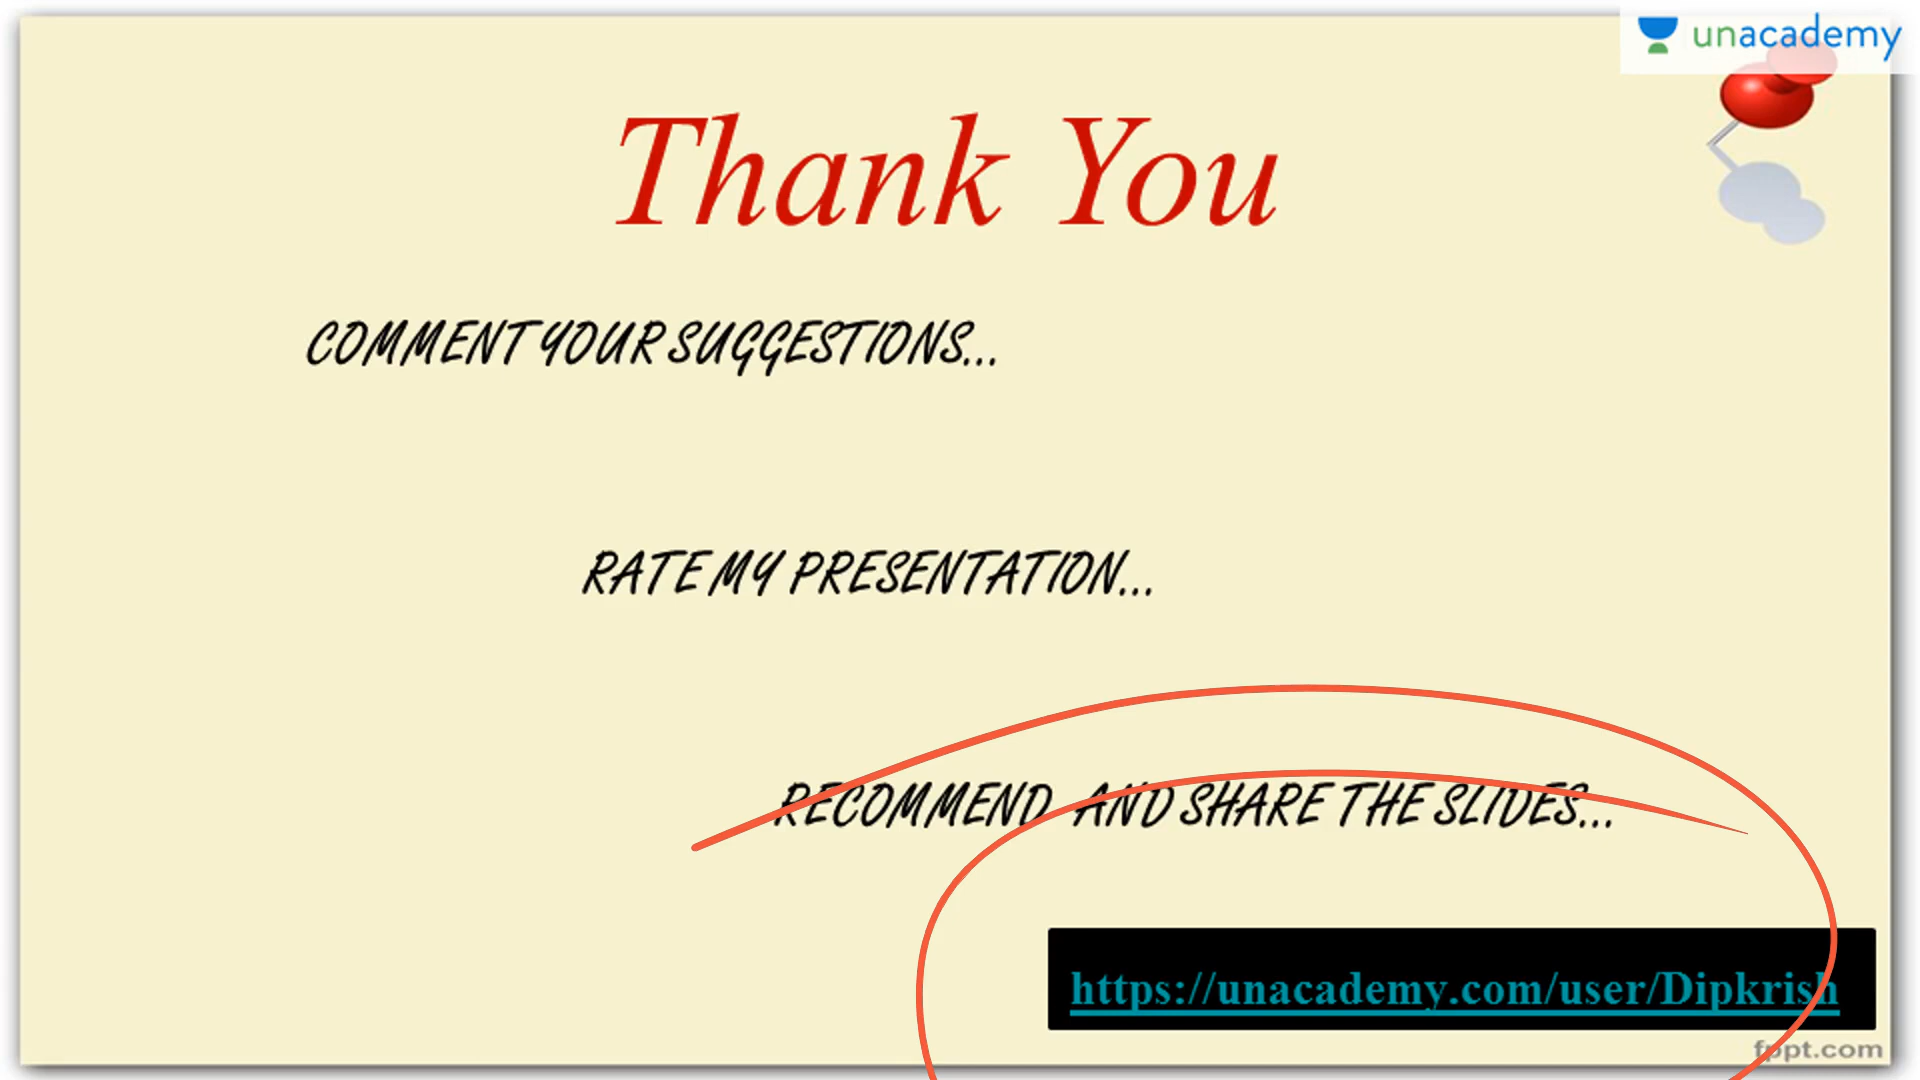 unacademy
Thank You
COMMENT YOUR SUGGESTIONS...
RATE MY PRESENTATION...
RECOMMEND AND SHARE THE SLIDES...
https://unacademy.com/user/Dipkrish
fppt.com